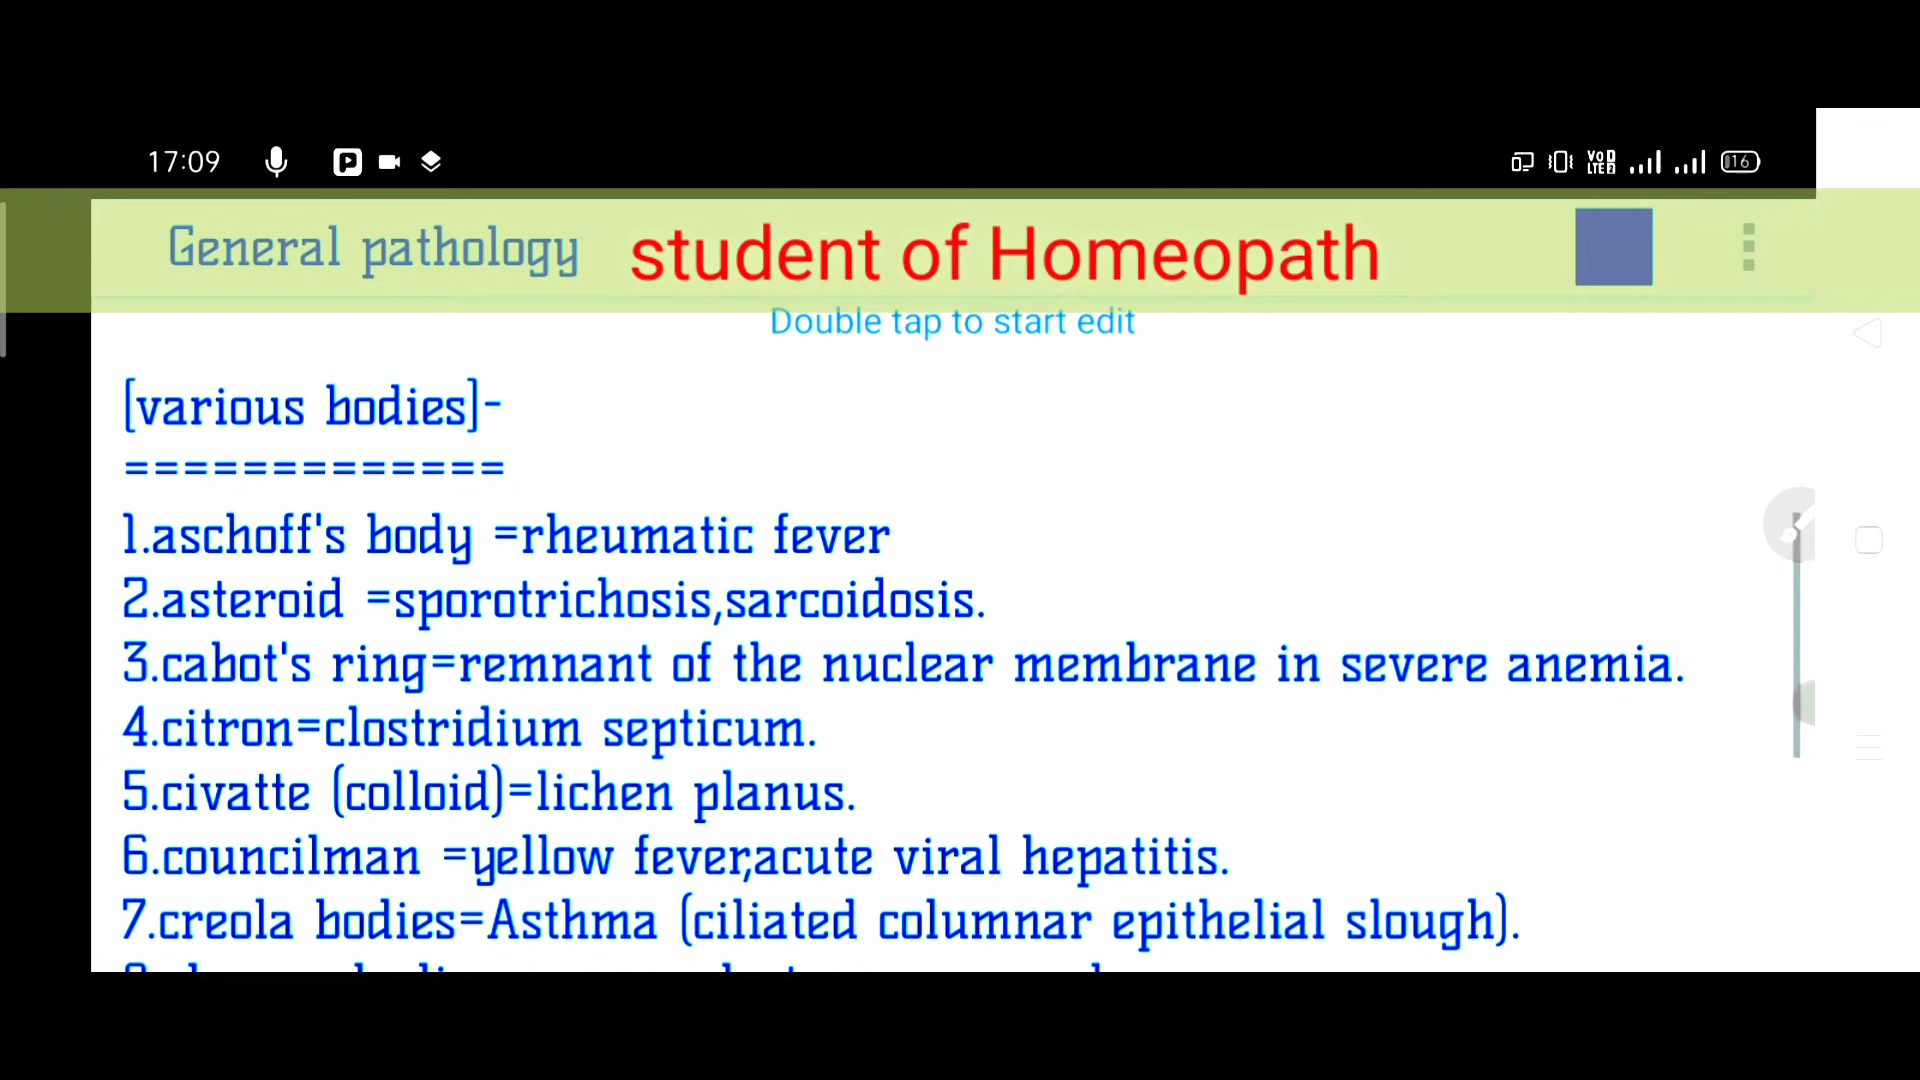 17:09
VoD LTE2
16
General pathology
student of Homeopath
Double tap to start edit
[various bodies]-
=============
1.aschoff's body =rheumatic fever
2.asteroid =sporotrichosis,sarcoidosis.
3.cabot's ring=remnant of the nuclear membrane in severe anemia.
4.citron=clostridium septicum.
5.civatte (colloid)=lichen planus.
6.councilman =yellow fever,acute viral hepatitis.
7.creola bodies=Asthma (ciliated columnar epithelial slough).